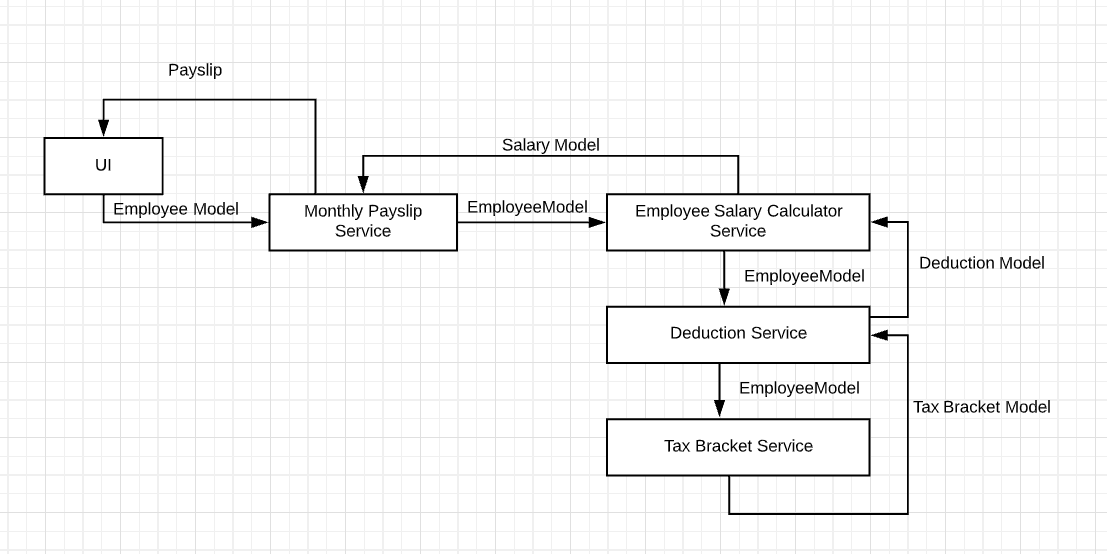 Payslip
Salary Model
UI
Employee Model
Monthly Payslip
Service
EmployeeModel
Employee Salary Calculator
Service
Deduction Model
EmployeeModel
Deduction Service
EmployeeModel
Tax Bracket Model
Tax Bracket Service